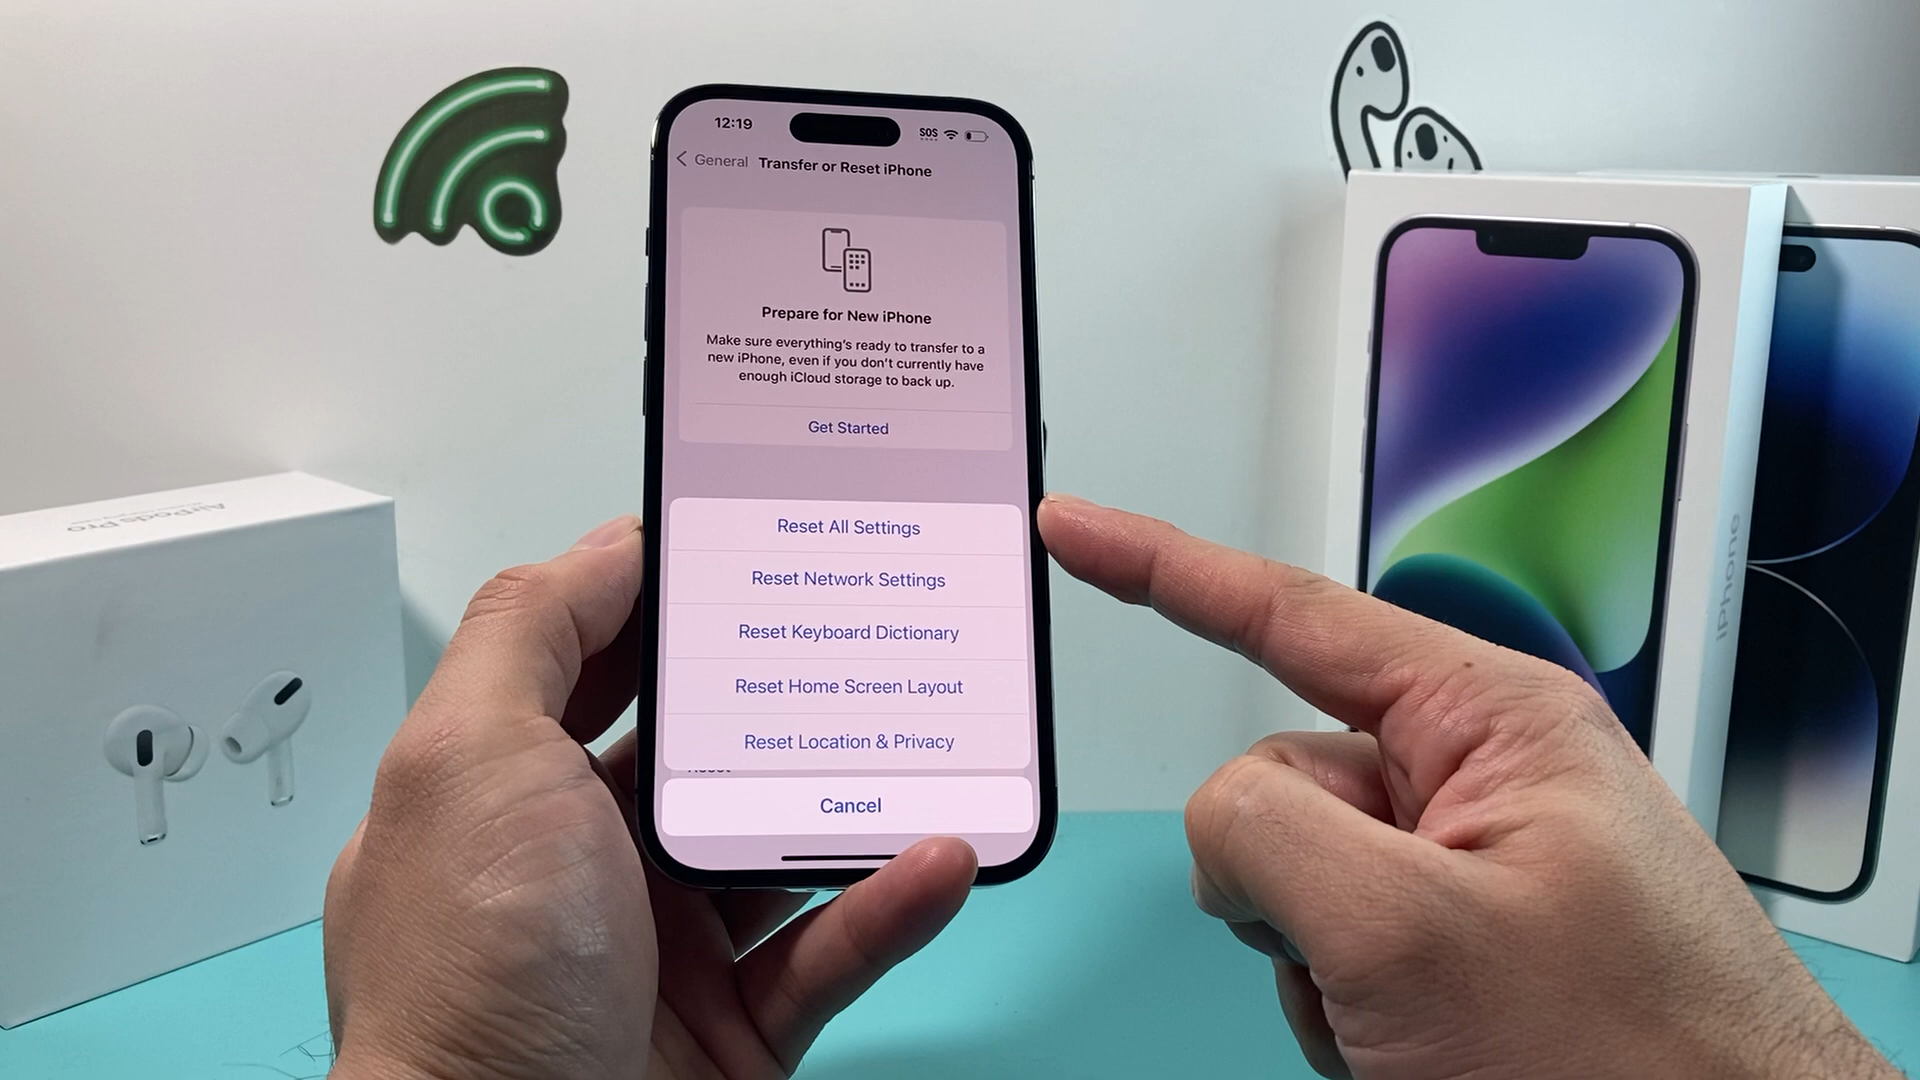 12:19
SOS
General
Transfer or Reset iPhone
Prepare for New iPhone
Make sure everything's ready to transfer to a
new iPhone, even if you don't currently have
enough iCloud storage to back up.
Get Started
Reset All Settings
Reset Network Settings
Reset Keyboard Dictionary
Reset Home Screen Layout
Reset Location & Privacy
Reset
Cancel
AirPods Pro
iPhone